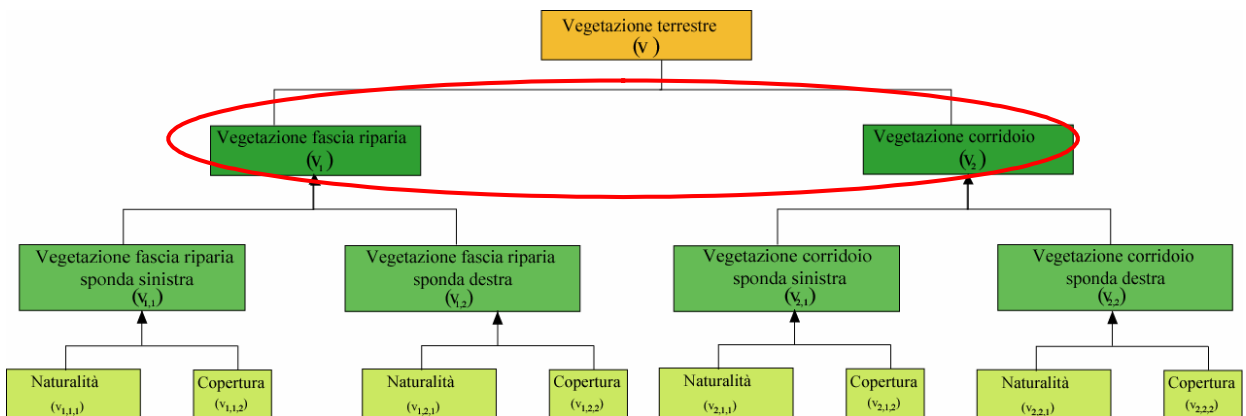 Vegetazione terrestre
(v)
Vegetazione fascia riparia
(v1)
Vegetazione corridoio
(v2)
Vegetazione fascia riparia
sponda sinistra
(v1,1)
Vegetazione fascia riparia
sponda destra
(v1,2)
Vegetazione corridoio
sponda sinistra
(v2,1)
Vegetazione corridoio
sponda destra
(v2,2)
Naturalità
(v1,1,1)
Copertura
(v1,1,2)
Naturalità
(v1,2,1)
Copertura
(v1,2,2)
Naturalità
(v2,1,1)
Copertura
(v2,1,2)
Naturalità
(v2,2,1)
Copertura
(v2,2,2)